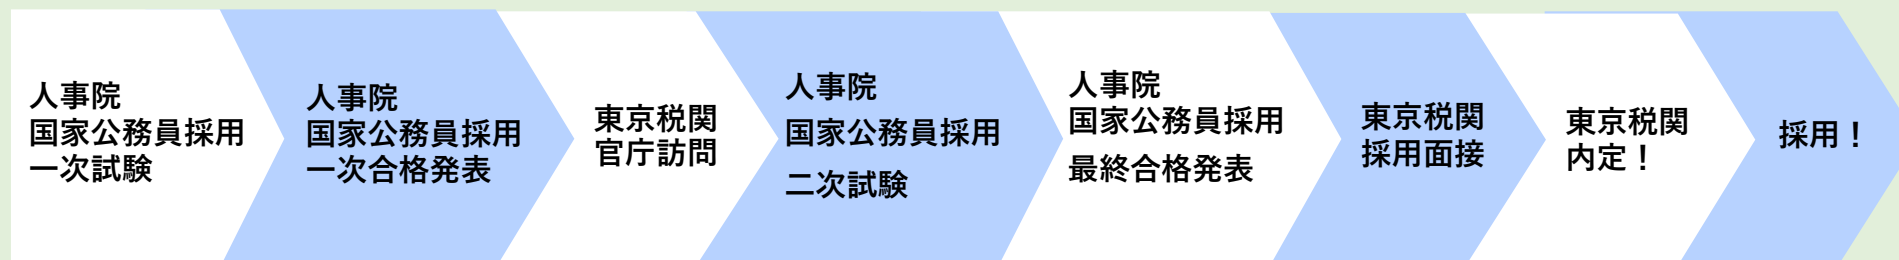 人事院
国家公務員採用
一次試験
人事院
国家公務員採用
一次合格発表
東京税関
官庁訪問
人事院
国家公務員採用
二次試験
人事院
国家公務員採用
最終合格発表
東京税関
採用面接
東京税関
内定！
採用！